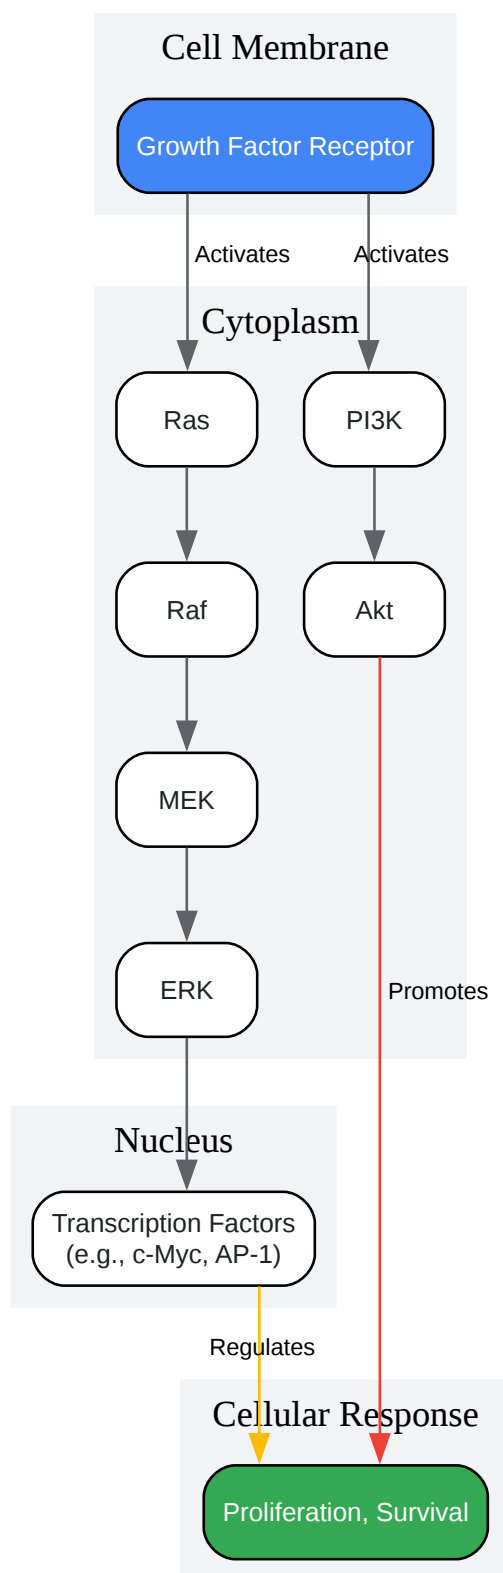 Cell Membrane
Growth Factor Receptor
Activates
Activates
Cytoplasm
Ras
PI3K
Raf
Akt
MEK
ERK
Promotes
Nucleus
Transcription Factors
(e.g., c-Myc, AP-1)
Regulates
Cellular Response
Proliferation, Survival